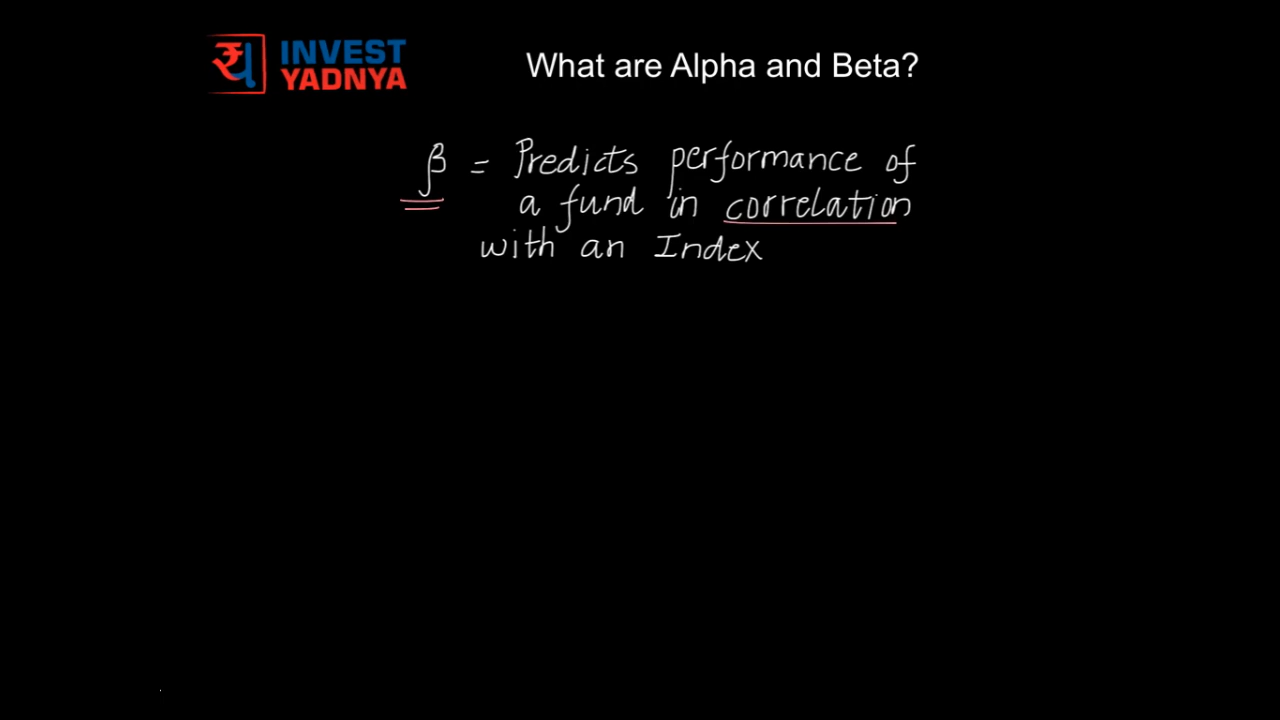 INVEST
YADNYA
What are Alpha and Beta?
β = Predicts performance of
a fund in correlation
with an Index